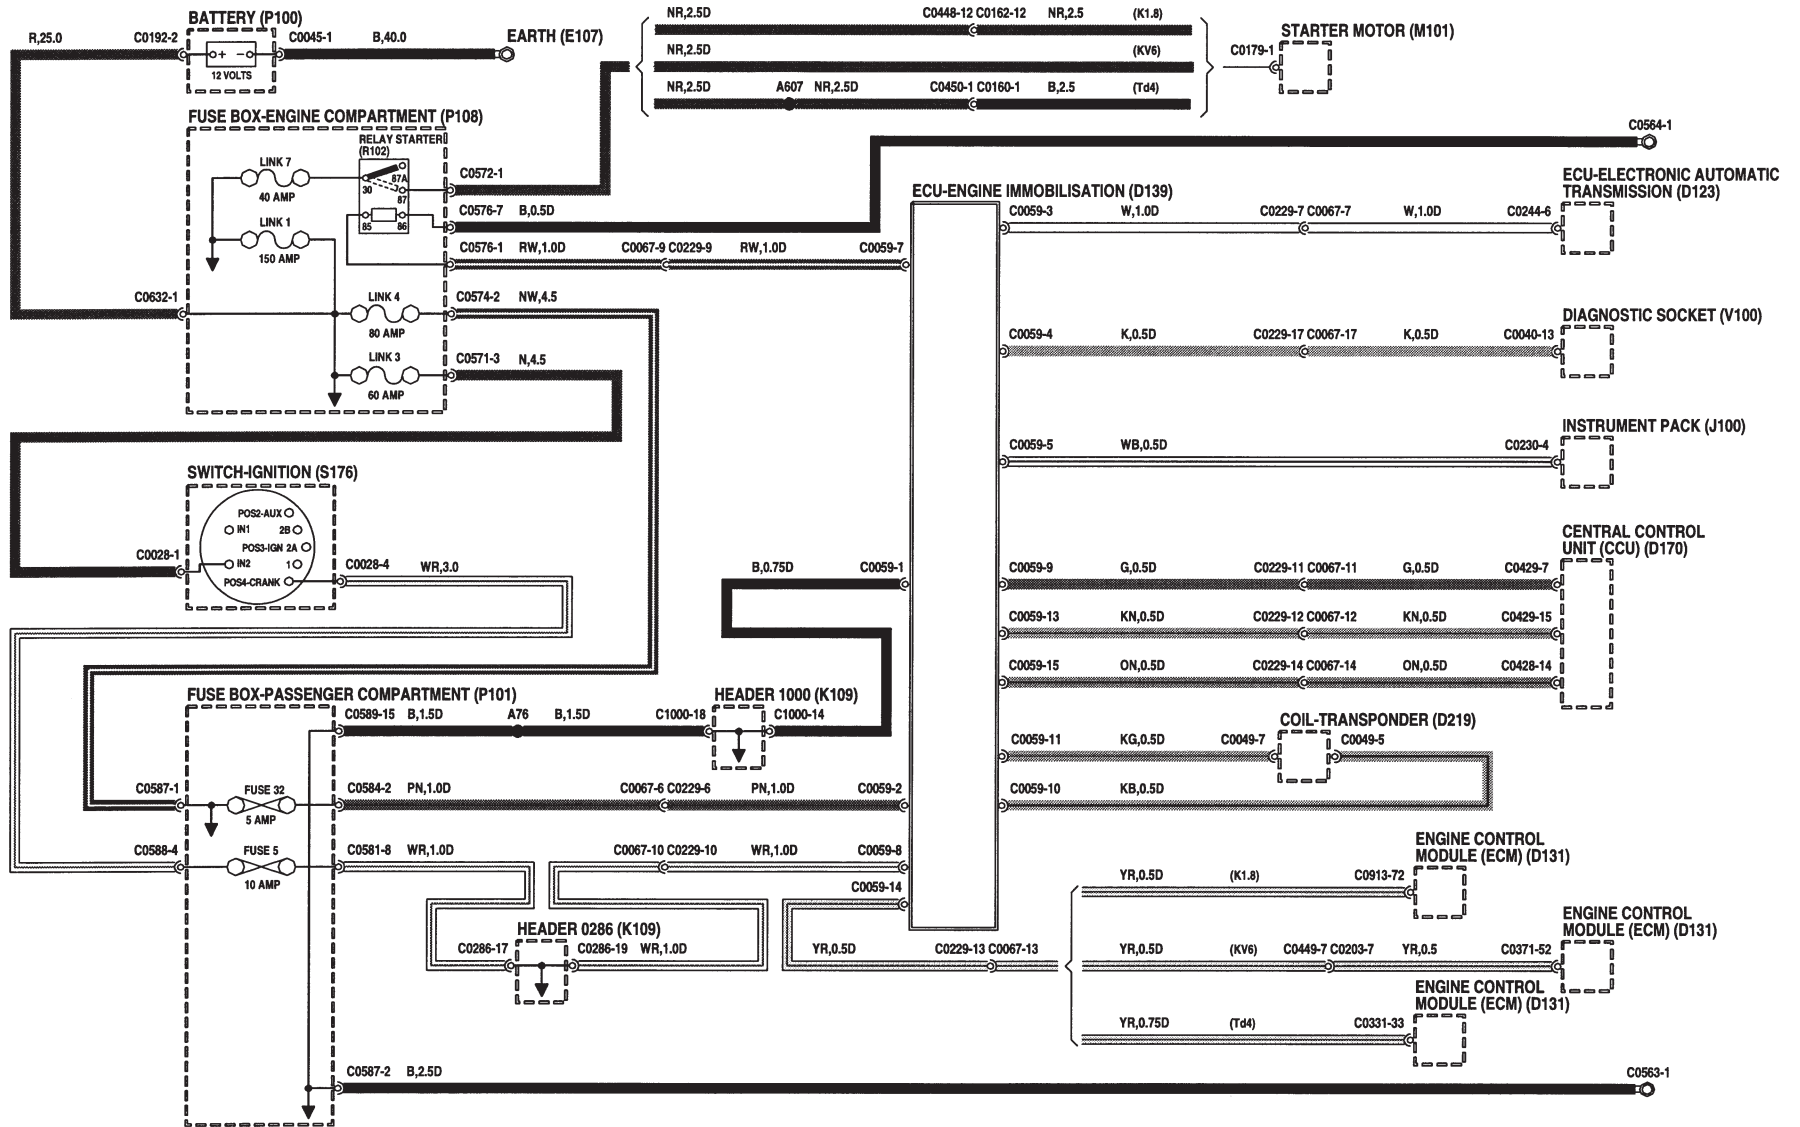 BATTERY (P100)
R,25.0
C0192-2
+ −
12 VOLTS
C0045-1
B,40.0
EARTH (E107)
NR,2.5D
C0448-12 C0162-12
NR,2.5
(K1.8)
NR,2.5D
(KV6)
NR,2.5D
A607
NR,2.5D
C0450-1 C0160-1
B,2.5
(Td4)
C0179-1
STARTER MOTOR (M101)
FUSE BOX-ENGINE COMPARTMENT (P108)
RELAY STARTER
(R102)
LINK 7
40 AMP
LINK 1
150 AMP
30
87A
87
85
86
LINK 4
80 AMP
LINK 3
60 AMP
C0632-1
C0572-1
C0576-7
B,0.5D
C0564-1
C0576-1
RW,1.0D
C0067-9 C0229-9
RW,1.0D
C0059-7
C0574-2
NW,4.5
C0571-3
N,4.5
ECU-ENGINE IMMOBILISATION (D139)
C0059-3
W,1.0D
C0229-7 C0067-7
W,1.0D
C0244-6
ECU-ELECTRONIC AUTOMATIC
TRANSMISSION (D123)
C0059-4
K,0.5D
C0229-17 C0067-17
K,0.5D
C0040-13
DIAGNOSTIC SOCKET (V100)
C0059-5
WB,0.5D
C0230-4
INSTRUMENT PACK (J100)
SWITCH-IGNITION (S176)
POS2-AUX
IN1
2B
POS3-IGN 2A
IN2
1
POS4-CRANK
C0028-1
C0028-4
WR,3.0
B,0.75D
C0059-1
CENTRAL CONTROL
UNIT (CCU) (D170)
C0059-9
G,0.5D
C0229-11 C0067-11
G,0.5D
C0429-7
C0059-13
KN,0.5D
C0229-12 C0067-12
KN,0.5D
C0429-15
C0059-15
ON,0.5D
C0229-14 C0067-14
ON,0.5D
C0428-14
FUSE BOX-PASSENGER COMPARTMENT (P101)
C0589-15
B,1.5D
A76
B,1.5D
C1000-18
HEADER 1000 (K109)
C1000-14
COIL-TRANSPONDER (D219)
C0059-11
KG,0.5D
C0049-7
C0049-5
C0059-10
KB,0.5D
C0587-1
FUSE 32
5 AMP
C0584-2
PN,1.0D
C0067-6 C0229-6
PN,1.0D
C0059-2
C0588-4
FUSE 5
10 AMP
C0581-8
WR,1.0D
C0067-10 C0229-10
WR,1.0D
C0059-8
C0059-14
HEADER 0286 (K109)
C0286-17
C0286-19
WR,1.0D
YR,0.5D
C0229-13 C0067-13
ENGINE CONTROL
MODULE (ECM) (D131)
YR,0.5D
(K1.8)
C0913-72
ENGINE CONTROL
MODULE (ECM) (D131)
YR,0.5D
(KV6)
C0449-7 C0203-7
YR,0.5
C0371-52
ENGINE CONTROL
MODULE (ECM) (D131)
YR,0.75D
(Td4)
C0331-33
C0587-2
B,2.5D
C0563-1